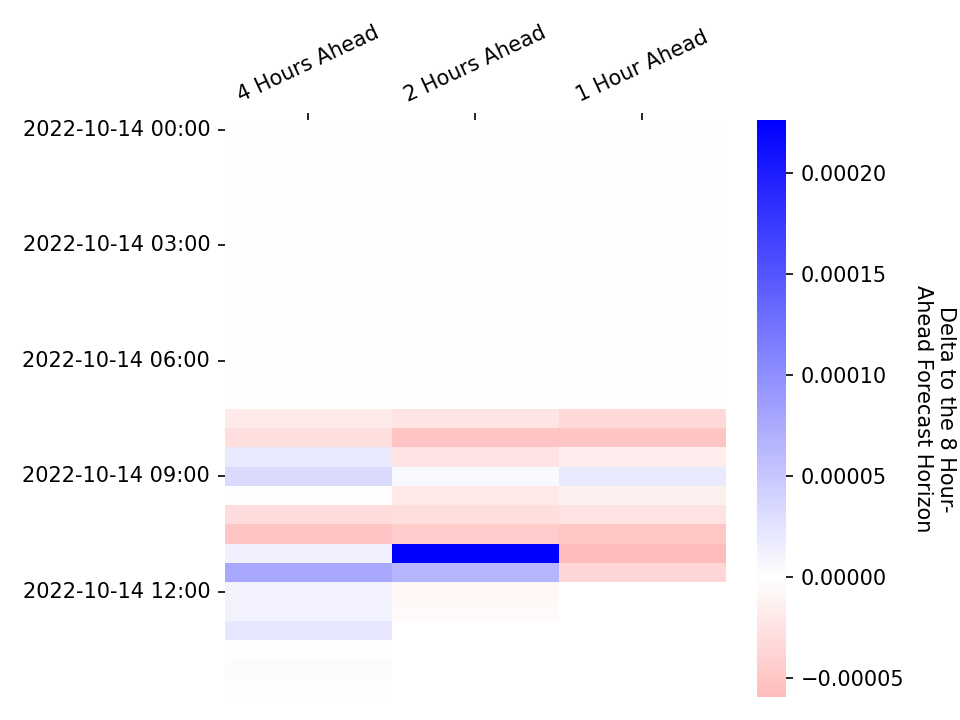 4 Hours Ahead
2 Hours Ahead
1 Hour Ahead
2022-10-14 00:00
2022-10-14 03:00
2022-10-14 06:00
2022-10-14 09:00
2022-10-14 12:00
0.00020
0.00015
0.00010
0.00005
0.00000
−0.00005
Delta to the 8 Hour-
Ahead Forecast Horizon